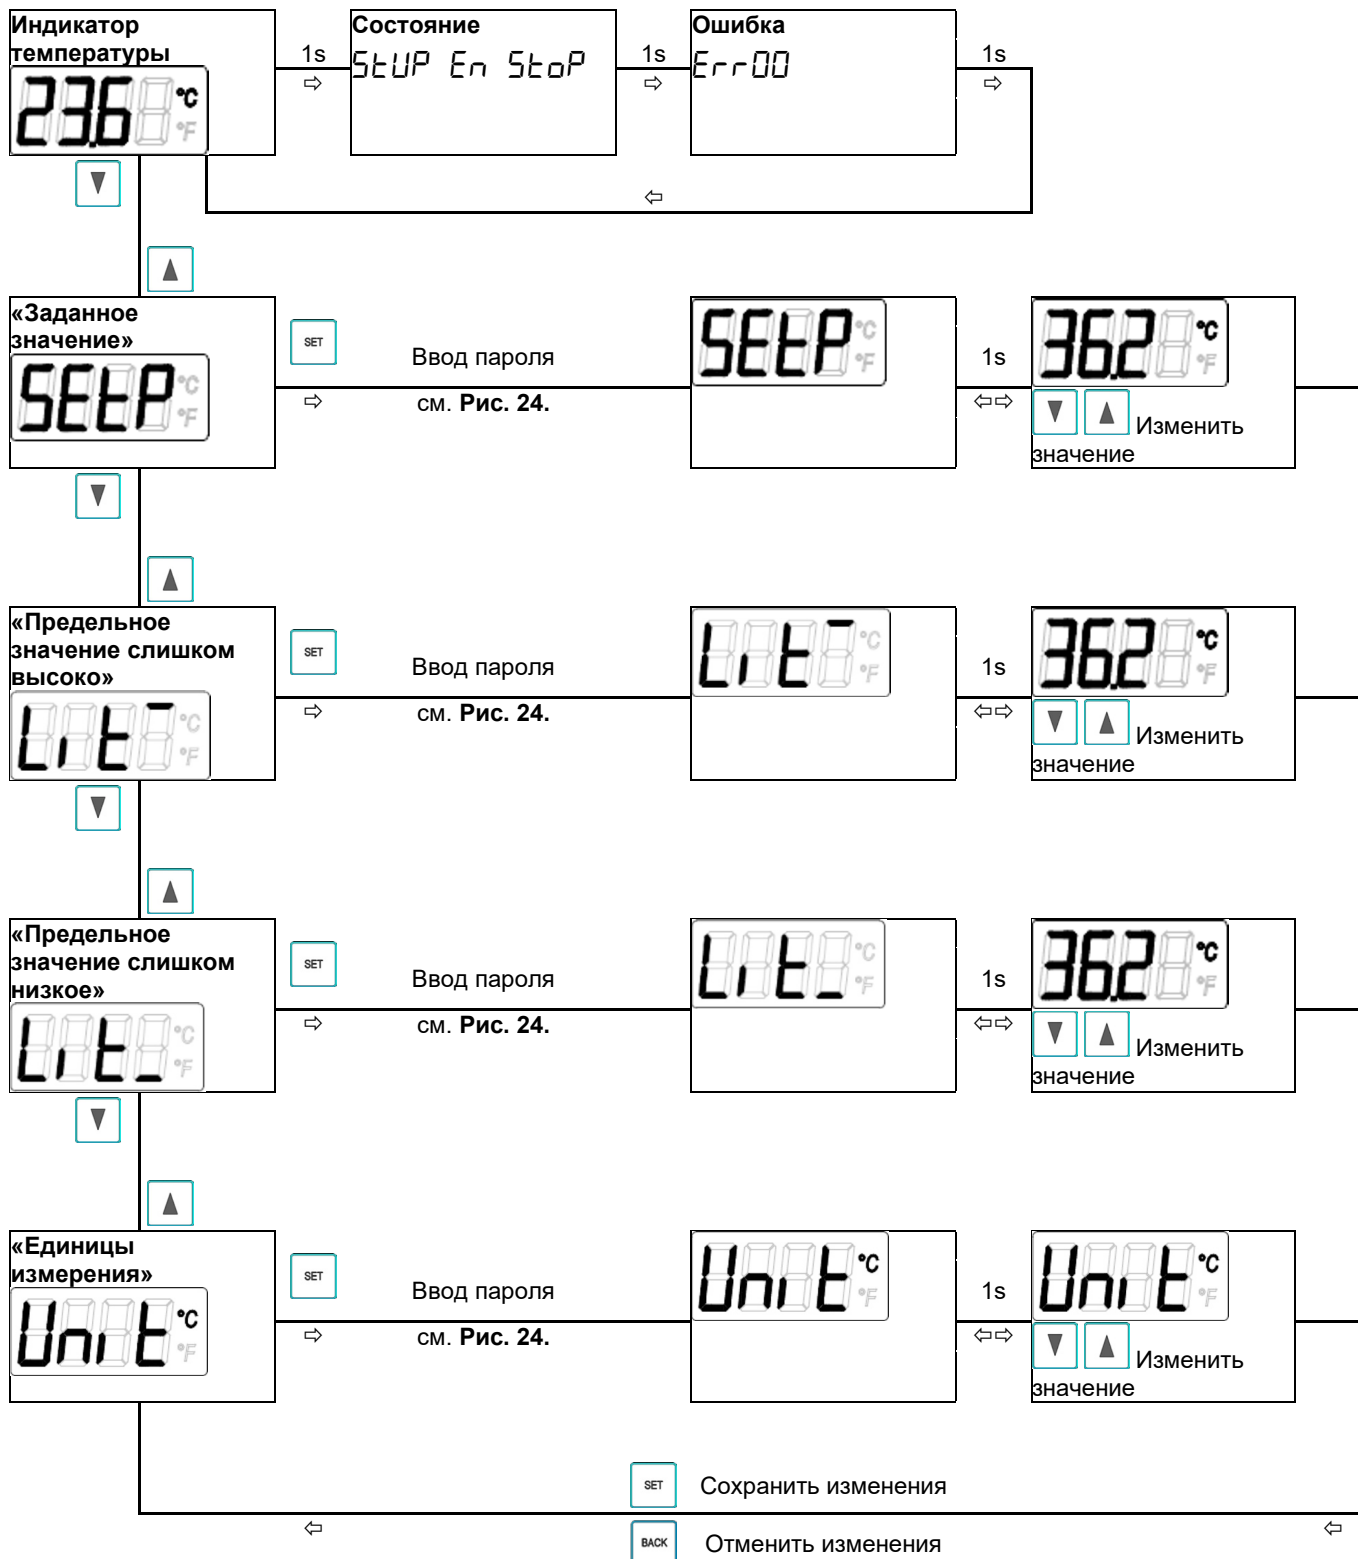 Индикатор
температуры
23.6 °C °F
1s
Состояние
StUP En StoP
1s
Ошибка
Err00
1s
«Заданное
значение»
SEtP °C °F
SET
Ввод пароля
см. Рис. 24.
SEtP °C °F
1s
36.2 °C °F
Изменить
значение
«Предельное
значение слишком
высоко»
Lit¯ °C °F
SET
Ввод пароля
см. Рис. 24.
Lit¯ °C °F
1s
36.2 °C °F
Изменить
значение
«Предельное
значение слишком
низкое»
Lit_ °C °F
SET
Ввод пароля
см. Рис. 24.
Lit_ °C °F
1s
36.2 °C °F
Изменить
значение
«Единицы
измерения»
Unit °C °F
SET
Ввод пароля
см. Рис. 24.
Unit °C °F
1s
Unit °C °F
Изменить
значение
SET Сохранить изменения
BACK Отменить изменения